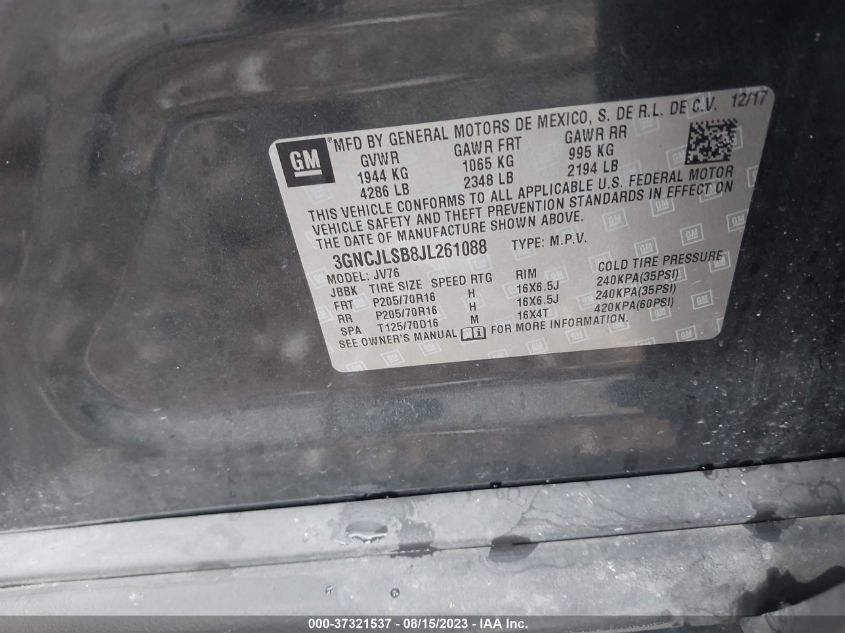 GM
MFD BY GENERAL MOTORS DE MEXICO, S. DE R.L. DE C.V. 12/17
GVWR GAWR FRT GAWR RR
1944 KG 1065 KG 995 KG
4286 LB 2348 LB 2194 LB
THIS VEHICLE CONFORMS TO ALL APPLICABLE U.S. FEDERAL MOTOR
VEHICLE SAFETY AND THEFT PREVENTION STANDARDS IN EFFECT ON
THE DATE OF MANUFACTURE SHOWN ABOVE.
3GNCJLSB8JL261088 TYPE: M.P.V.
MODEL: JV76
JBBK TIRE SIZE SPEED RTG RIM COLD TIRE PRESSURE
FRT P205/70R16 H 16X6.5J 240KPA(35PSI)
RR P205/70R16 H 16X6.5J 240KPA(35PSI)
SPA T125/70D16 M 16X4T 420KPA(60PSI)
SEE OWNER'S MANUAL FOR MORE INFORMATION.
000-37321537 - 08/15/2023 - IAA Inc.